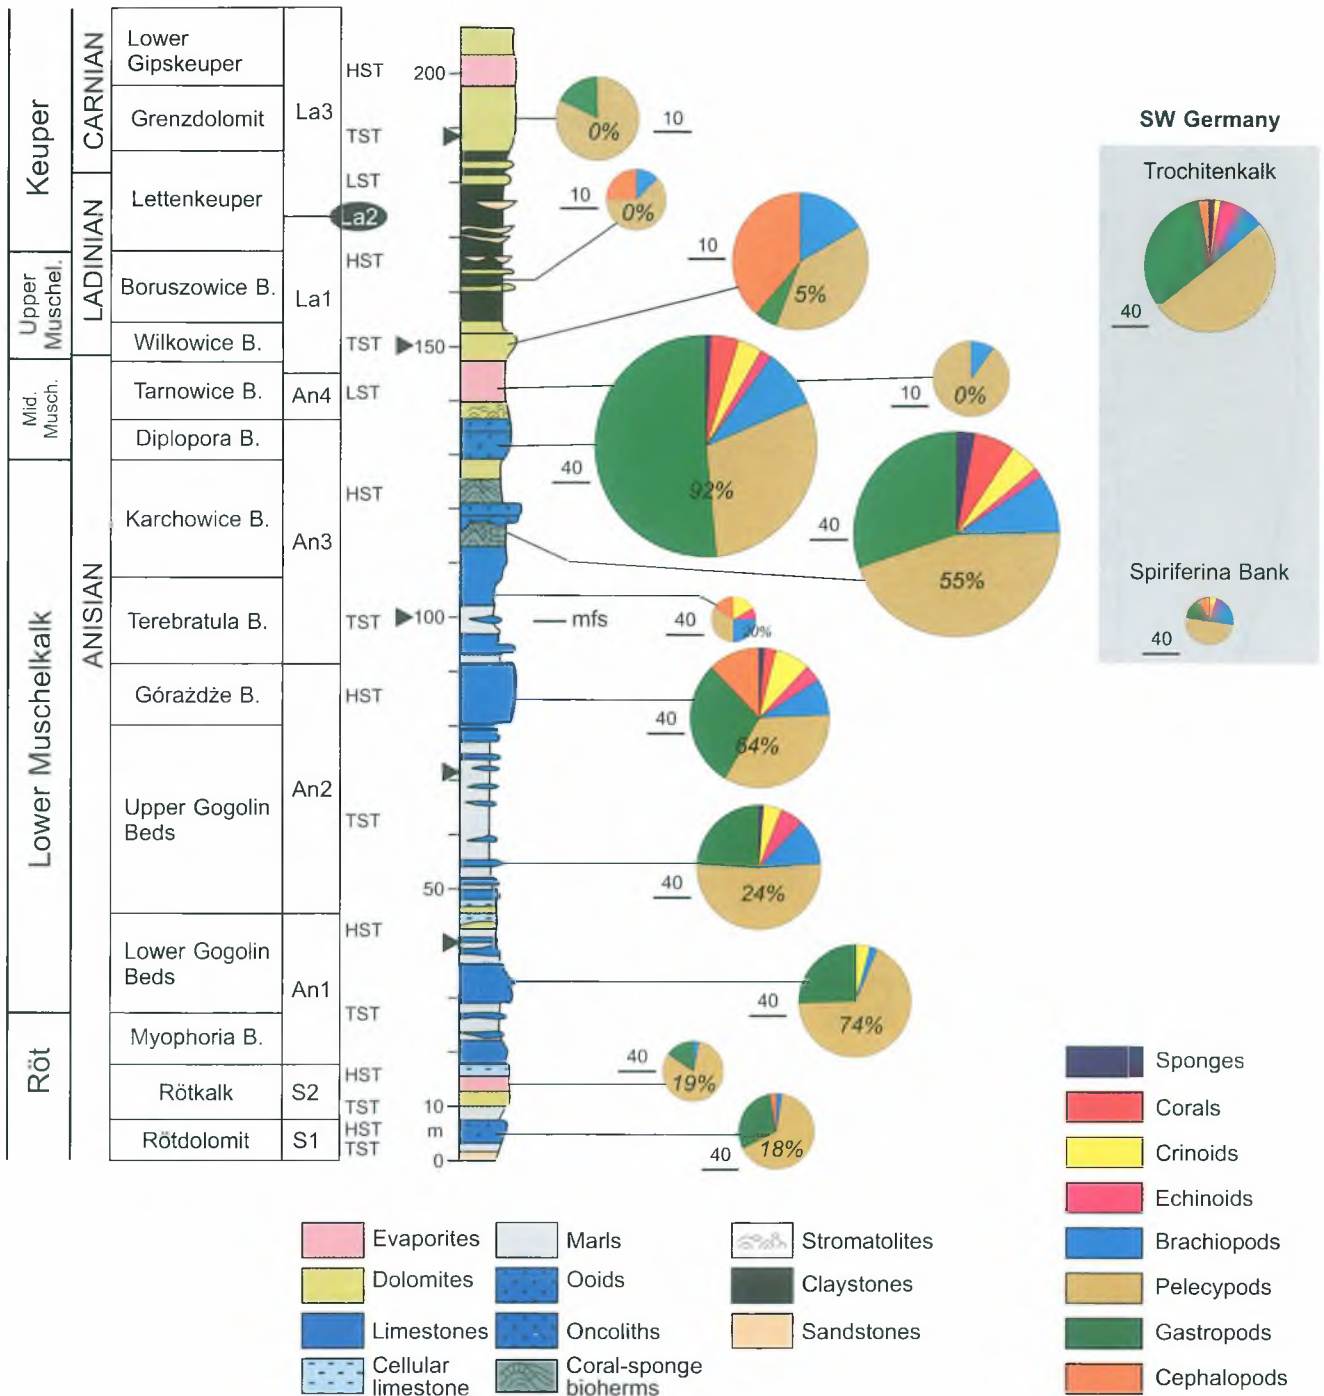 Keuper
Upper
Muschel.
Mid.
Musch.
Lower Muschelkalk
Röt
CARNIAN
LADINIAN
ANISIAN
Lower
Gipskeuper
Grenzdolomit
Lettenkeuper
Boruszowice B.
Wilkowice B.
Tarnowice B.
Diplopora B.
Karchowice B.
Terebratula B.
Górażdże B.
Upper Gogolin
Beds
Lower Gogolin
Beds
Myophoria B.
Rötkalk
Rötdolomit
La3
La2
La1
An4
An3
An2
An1
S2
S1
HST
TST
LST
HST
TST
LST
HST
TST
HST
TST
HST
TST
HST
TST
HST
TST
200
150
100
50
10
m
0
mfs
0%
10
10
0%
10
5%
40
92%
10
0%
40
55%
40
20%
40
64%
40
24%
40
74%
40
19%
40
18%
SW Germany
Trochitenkalk
40
Spiriferina Bank
40
Evaporites
Dolomites
Limestones
Cellular
limestone
Marls
Ooids
Oncoliths
Coral-sponge
bioherms
Stromatolites
Claystones
Sandstones
Sponges
Corals
Crinoids
Echinoids
Brachiopods
Pelecypods
Gastropods
Cephalopods